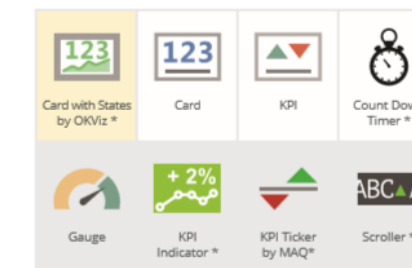 123
123
Card with States
by OKViz *
Card
KPI
Count Dow
Timer *
+ 2%
ABC
Gauge
KPI
Indicator *
KPI Ticker
by MAQ*
Scroller *